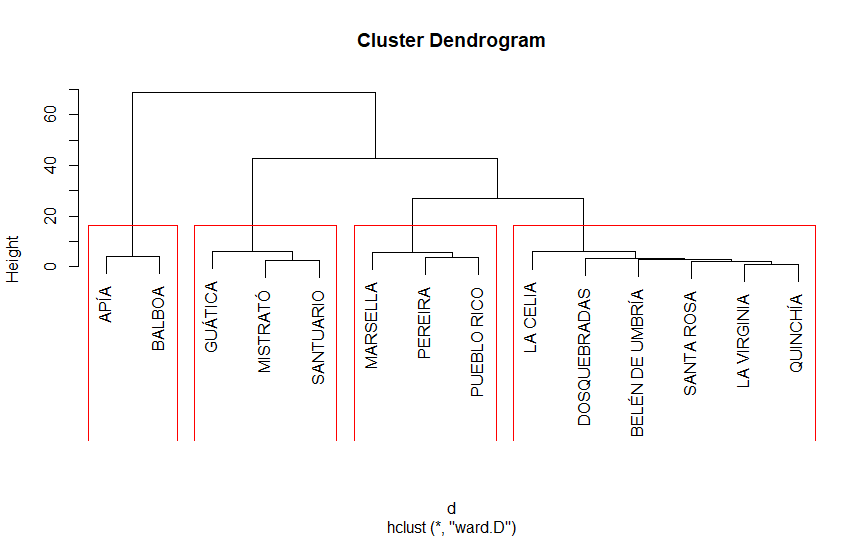 Cluster Dendrogram
Height
0
20
40
60
APÍA
BALBOA
GUÁTICA
MISTRATÓ
SANTUARIO
MARSELLA
PEREIRA
PUEBLO RICO
LA CELIA
DOSQUEBRADAS
BELÉN DE UMBRÍA
SANTA ROSA
LA VIRGINIA
QUINCHÍA
d
hclust (*, "ward.D")